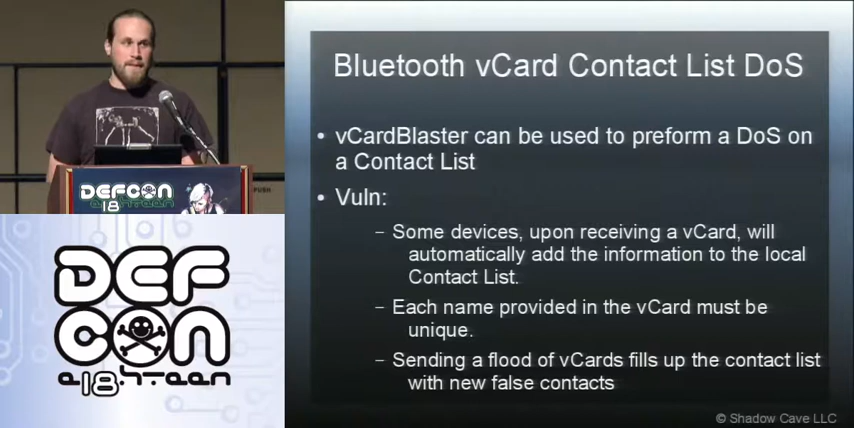 Bluetooth vCard Contact List DoS
• vCardBlaster can be used to preform a DoS on
a Contact List
• Vuln:
– Some devices, upon receiving a vCard, will
automatically add the information to the local
Contact List.
– Each name provided in the vCard must be
unique.
– Sending a flood of vCards fills up the contact list
with new false contacts
© Shadow Cave LLC
DEFCON
18
PUSH
DEF
CON
e18h-teen